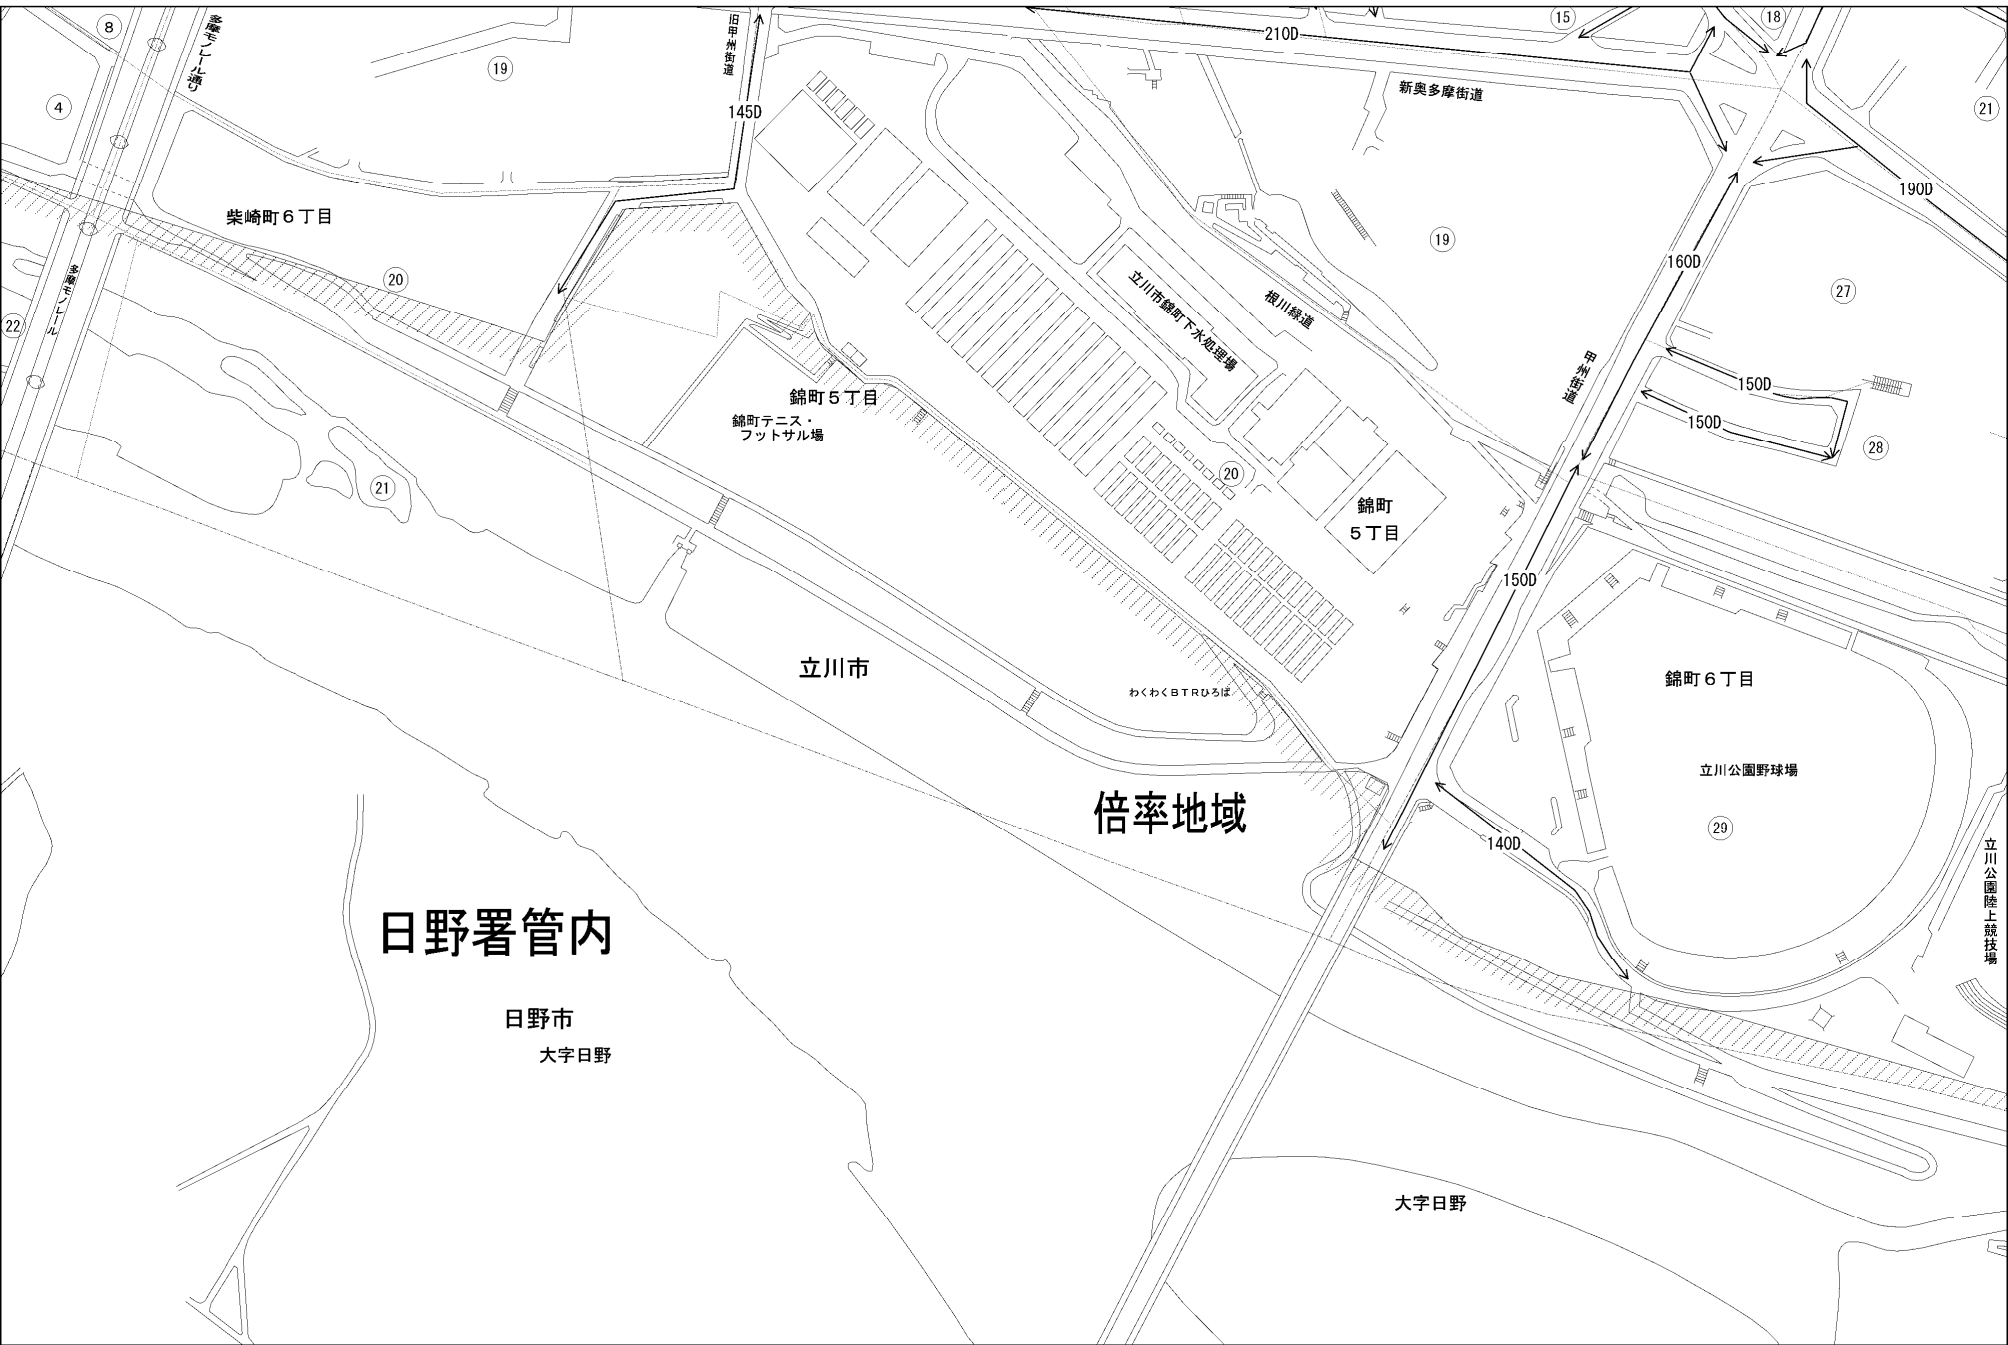 ⑧
多摩モノレール通り
旧甲州街道
210D
⑮
⑱
⑲
④
145D
新奥多摩街道
㉑
190D
柴崎町6丁目
⑲
160D
⑳
多摩モノレール
㉒
立川市錦町下水処理場
根川緑道
㉗
甲州街道
150D
150D
錦町5丁目
錦町テニス・
フットサル場
㉘
㉑
⑳
錦町
5丁目
150D
立川市
わくわくBTRひろば
錦町6丁目
立川公園野球場
倍率地域
140D
㉙
立川公園陸上競技場
日野署管内
日野市
大字日野
大字日野